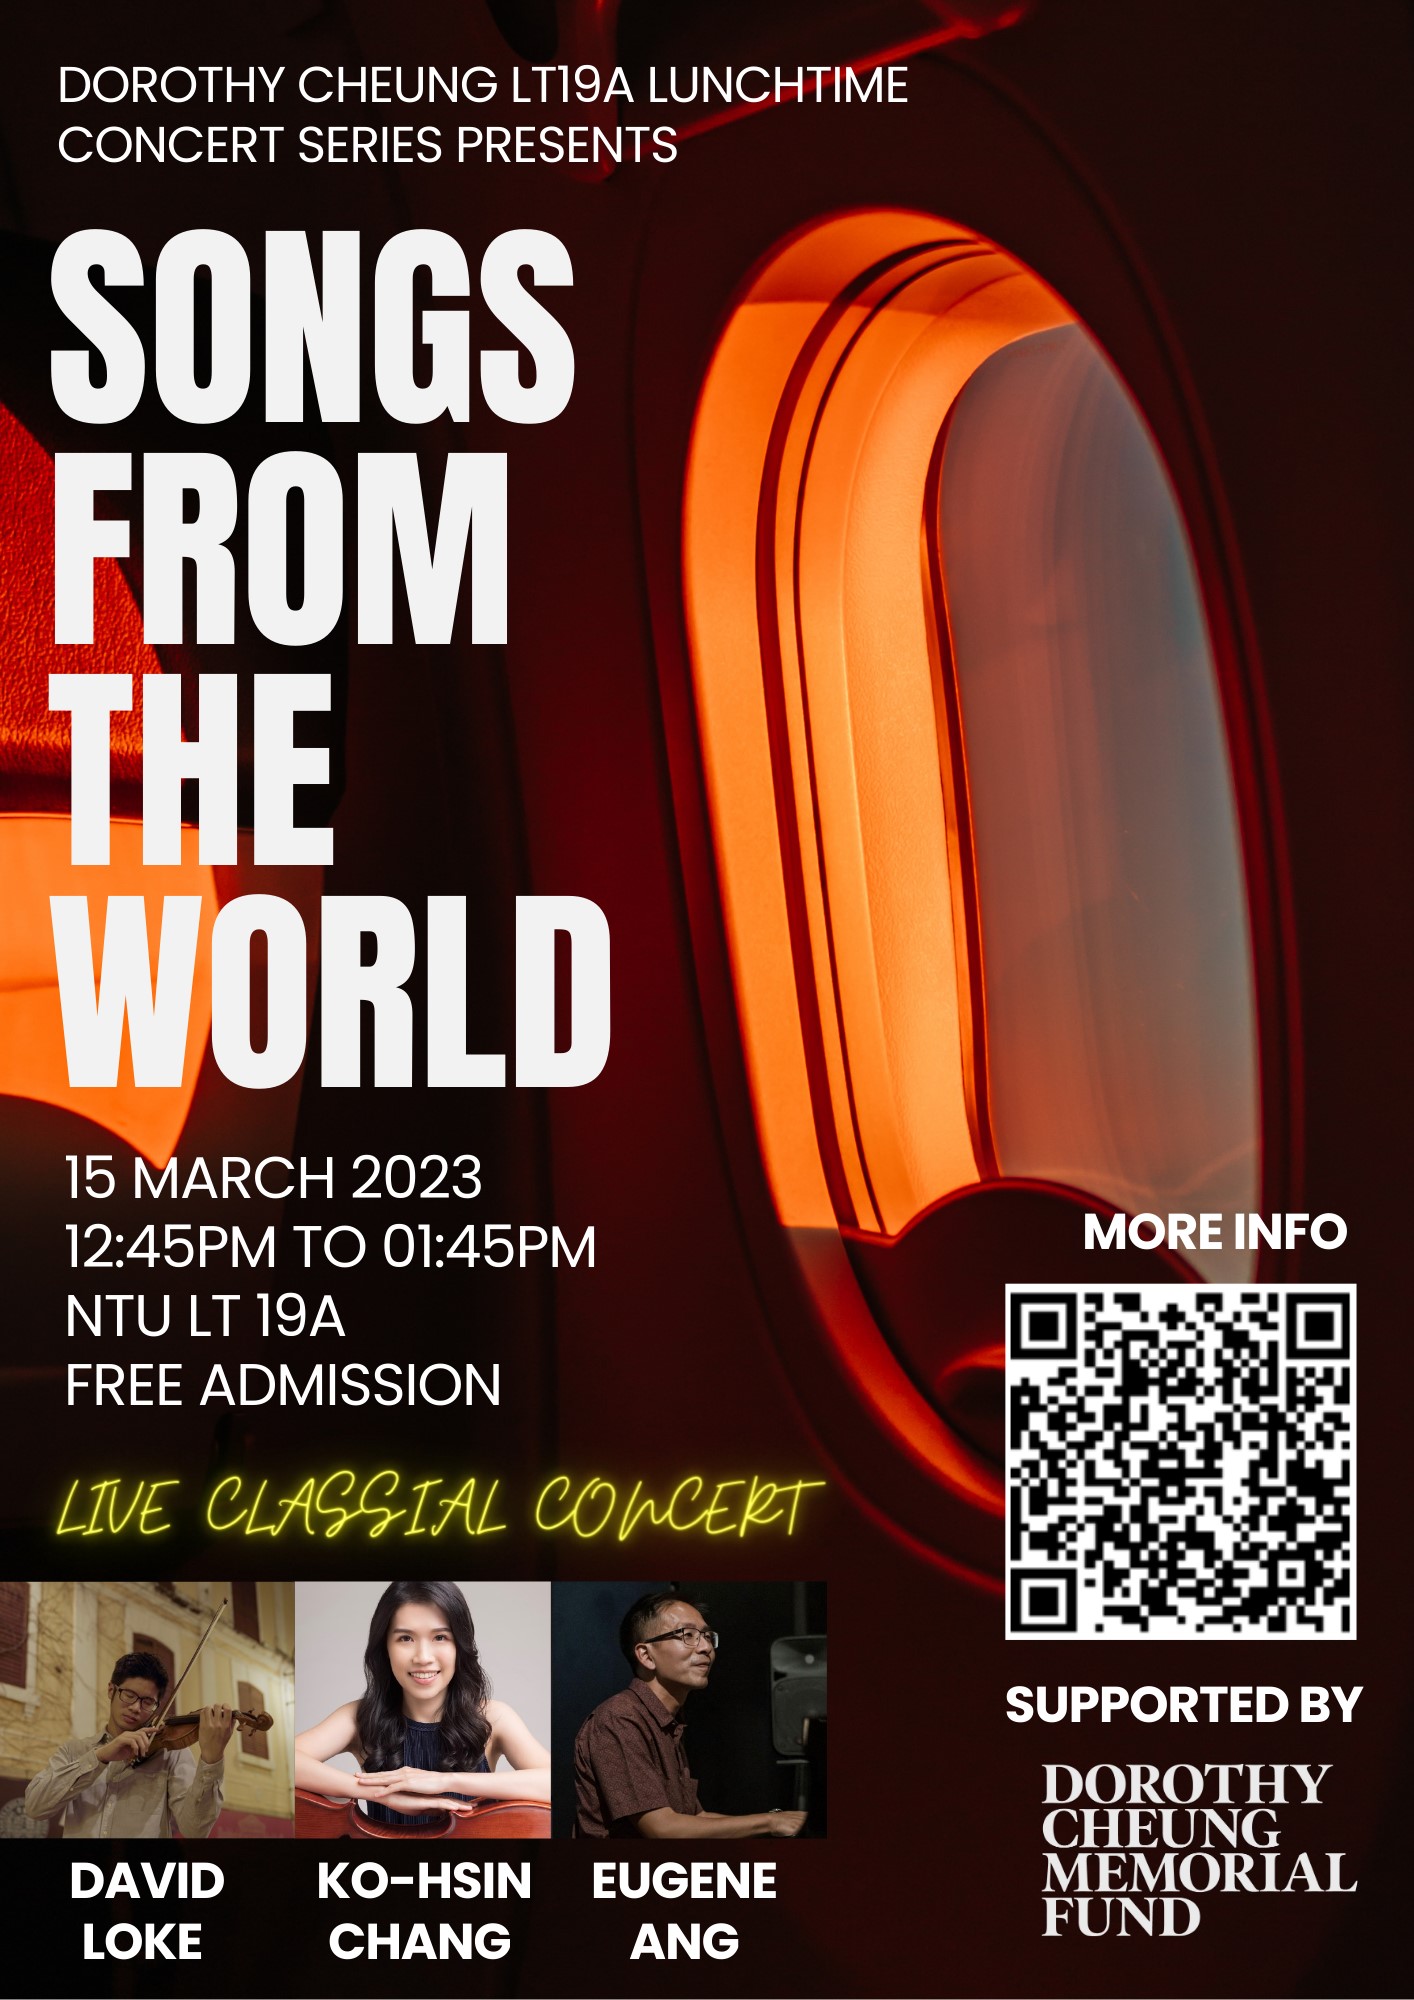 DOROTHY CHEUNG LT19A LUNCHTIME
CONCERT SERIES PRESENTS
SONGS
FROM
THE
WORLD
15 MARCH 2023
12:45PM TO 01:45PM
NTU LT 19A
FREE ADMISSION
LIVE CLASSIAL CONCERT
DAVID
LOKE
KO-HSIN
CHANG
EUGENE
ANG
MORE INFO
SUPPORTED BY
DOROTHY
CHEUNG
MEMORIAL
FUND